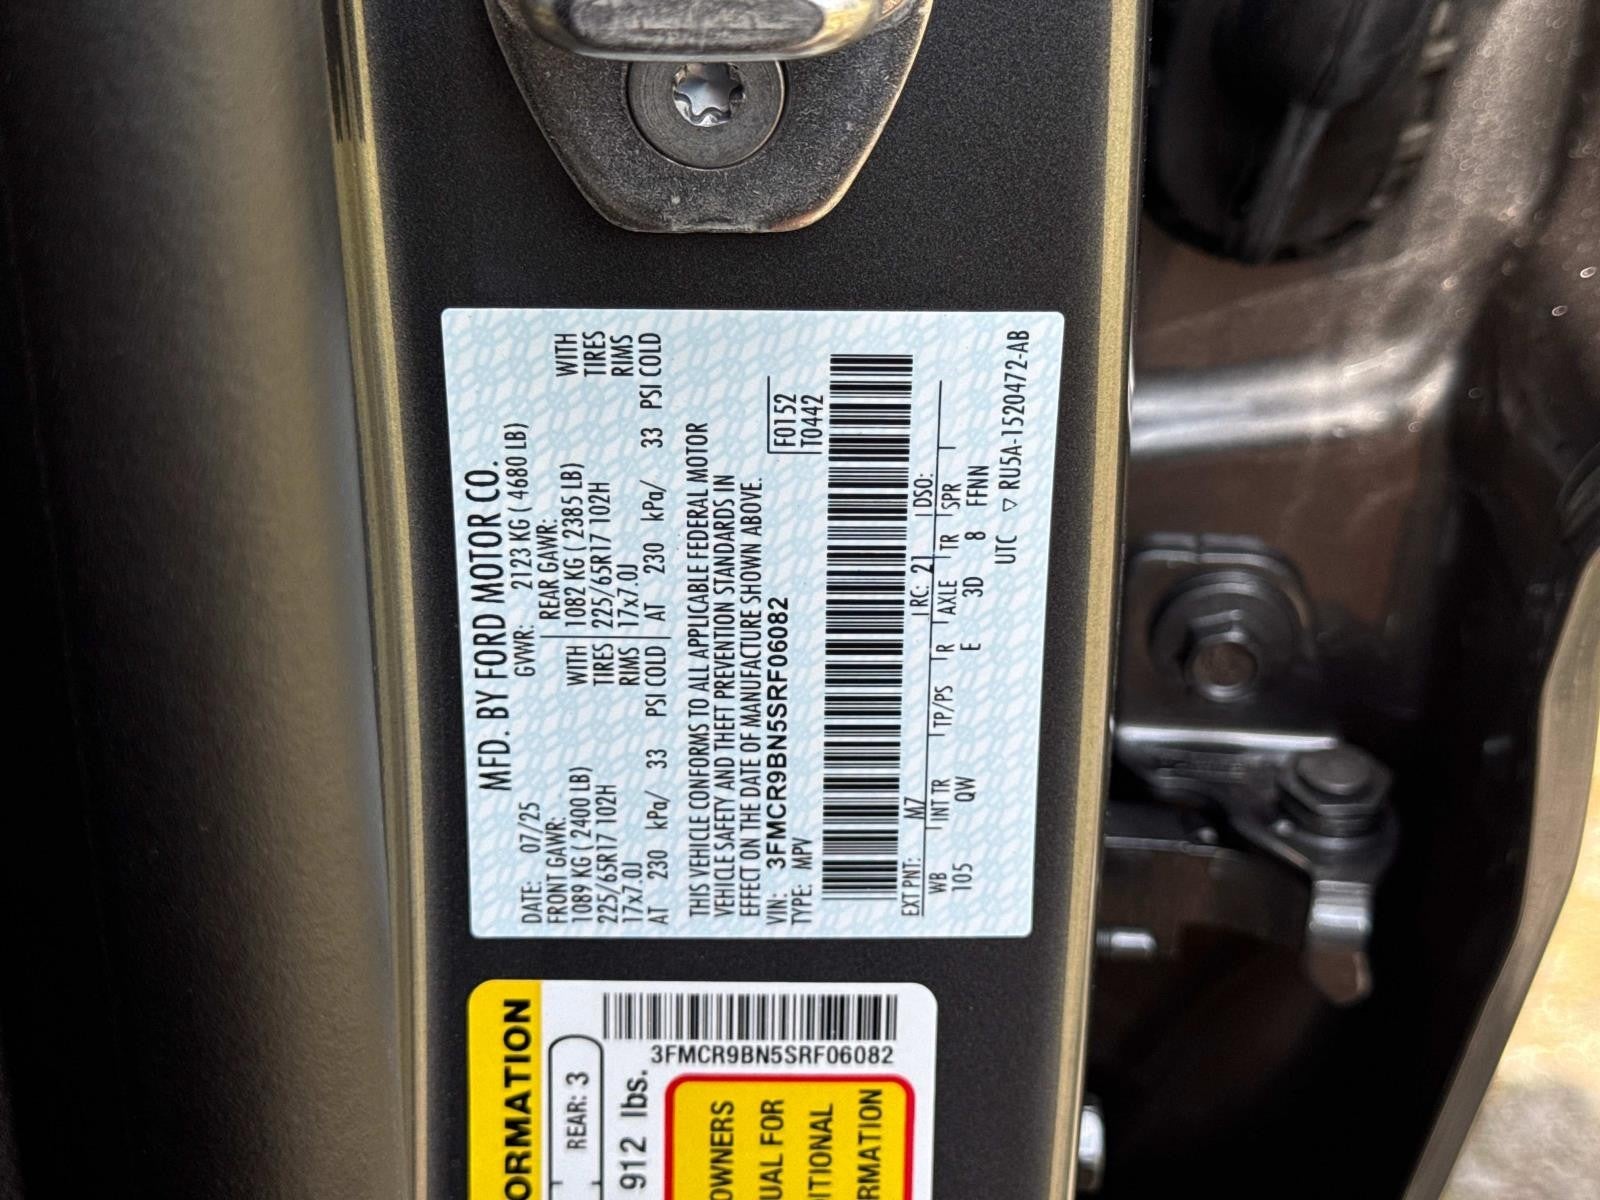 MFD. BY FORD MOTOR CO.
DATE: 07/25 GVWR: 2123 KG ( 4680 LB)
FRONT GAWR: REAR GAWR:
1089 KG ( 2400 LB) WITH 1082 KG ( 2385 LB) WITH
225/65R17 102H TIRES 225/65R17 102H TIRES
17x7.0J RIMS 17x7.0J RIMS
AT 230 kPa/ 33 PSI COLD AT 230 kPa/ 33 PSI COLD
THIS VEHICLE CONFORMS TO ALL APPLICABLE FEDERAL MOTOR
VEHICLE SAFETY AND THEFT PREVENTION STANDARDS IN
EFFECT ON THE DATE OF MANUFACTURE SHOWN ABOVE.
VIN: 3FMCR9BN5SRF06082 F0152
TYPE: MPV T0442
EXT PNT: M7 RC: 21 DSO:
WB INT TR TP/PS R AXLE TR SPR
105 QW E 3D 8 FFNN
UTC ▽ RU5A-1520472-AB
ORMATION
REAR: 3
912 lbs.
3FMCR9BN5SRF06082
OWNERS
UAL FOR
ITIONAL
RMATION